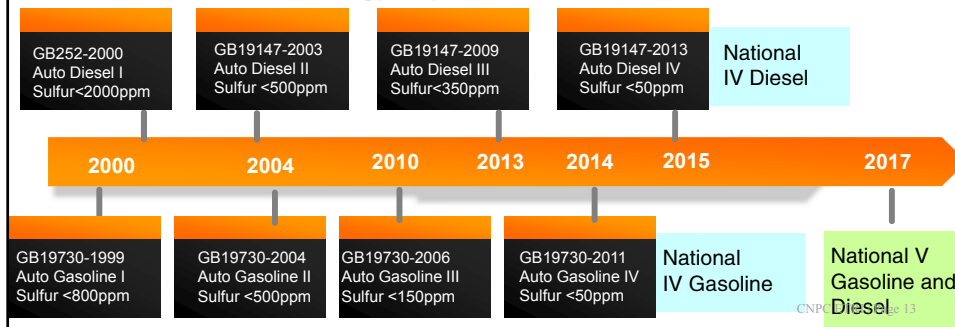 GB252-2000
Auto Diesel I
Sulfur<2000ppm
GB19147-2003
Auto Diesel II
Sulfur <500ppm
GB19147-2009
Auto Diesel III
Sulfur<350ppm
GB19147-2013
Auto Diesel IV
Sulfur <50ppm
National
IV Diesel
2000
2004
2010
2013
2014
2015
2017
GB19730-1999
Auto Gasoline I
Sulfur <800ppm
GB19730-2004
Auto Gasoline II
Sulfur <500ppm
GB19730-2006
Auto Gasoline III
Sulfur <150ppm
GB19730-2011
Auto Gasoline IV
Sulfur <50ppm
National
IV Gasoline
National V
Gasoline and
Diesel
CNPC Page 13